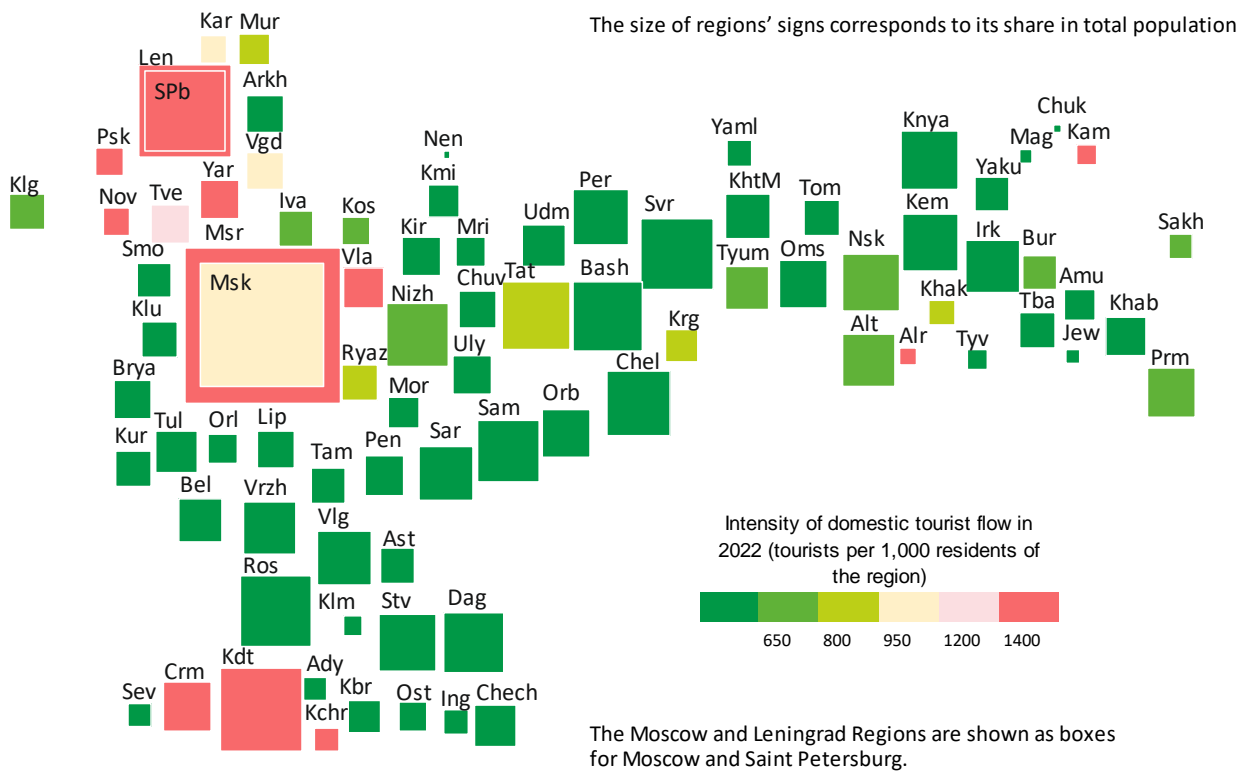 The size of regions’ signs corresponds to its share in total population
Kar
Mur
Len
SPb
Arkh
Psk
Vgd
Klg
Nov
Tve
Yar
Iva
Kos
Nen
Kmi
Smo
Msr
Msk
Vla
Kir
Mri
Udm
Per
Svr
Yaml
KhtM
Tom
Knya
Mag
Chuk
Kam
Yaku
Kem
Sakh
Klu
Nizh
Chuv
Tat
Bash
Tyum
Oms
Nsk
Irk
Bur
Amu
Khab
Khak
Tba
Jew
Brya
Ryaz
Uly
Krg
Alt
Alr
Tyv
Prm
Mor
Chel
Kur
Tul
Orl
Lip
Tam
Pen
Sar
Sam
Orb
Bel
Vrzh
Vlg
Ast
Ros
Klm
Stv
Dag
Sev
Crm
Kdt
Ady
Kchr
Kbr
Ost
Ing
Chech
Intensity of domestic tourist flow in
2022 (tourists per 1,000 residents of
the region)
650 800 950 1200 1400
The Moscow and Leningrad Regions are shown as boxes
for Moscow and Saint Petersburg.